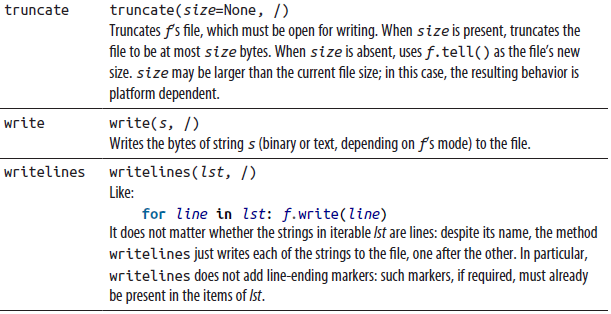 truncate truncate(size=None, /)
Truncates f's file, which must be open for writing. When size is present, truncates the
file to be at most size bytes. When size is absent, uses f.tell() as the file's new
size. size may be larger than the current file size; in this case, the resulting behavior is
platform dependent.
write write(s, /)
Writes the bytes of string s (binary or text, depending on f's mode) to the file.
writelines writelines(lst, /)
Like:
for line in lst: f.write(line)
It does not matter whether the strings in iterable lst are lines: despite its name, the method
writelines just writes each of the strings to the file, one after the other. In particular,
writelines does not add line-ending markers: such markers, if required, must already
be present in the items of lst.